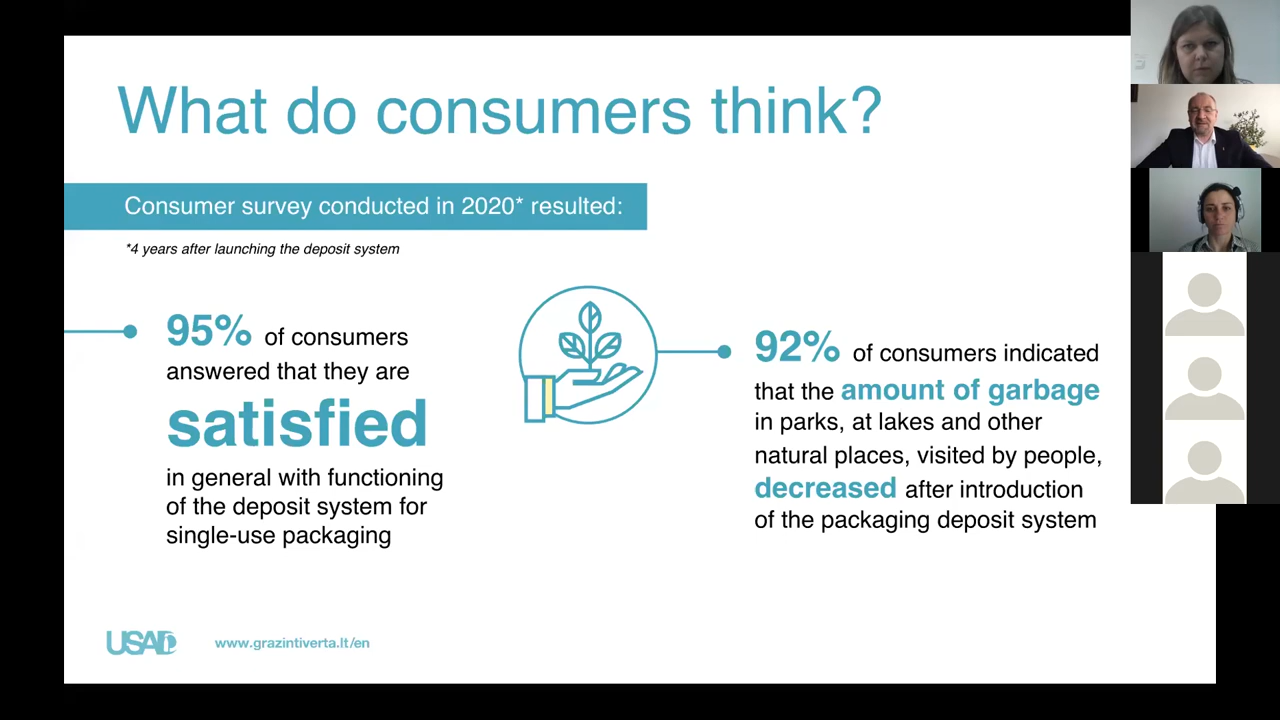 What do consumers think?
Consumer survey conducted in 2020* resulted:
*4 years after launching the deposit system
95% of consumers
answered that they are
satisfied
in general with functioning
of the deposit system for
single-use packaging
92% of consumers indicated
that the amount of garbage
in parks, at lakes and other
natural places, visited by people,
decreased after introduction
of the packaging deposit system
USAD
www.grazintiverta.lt/en